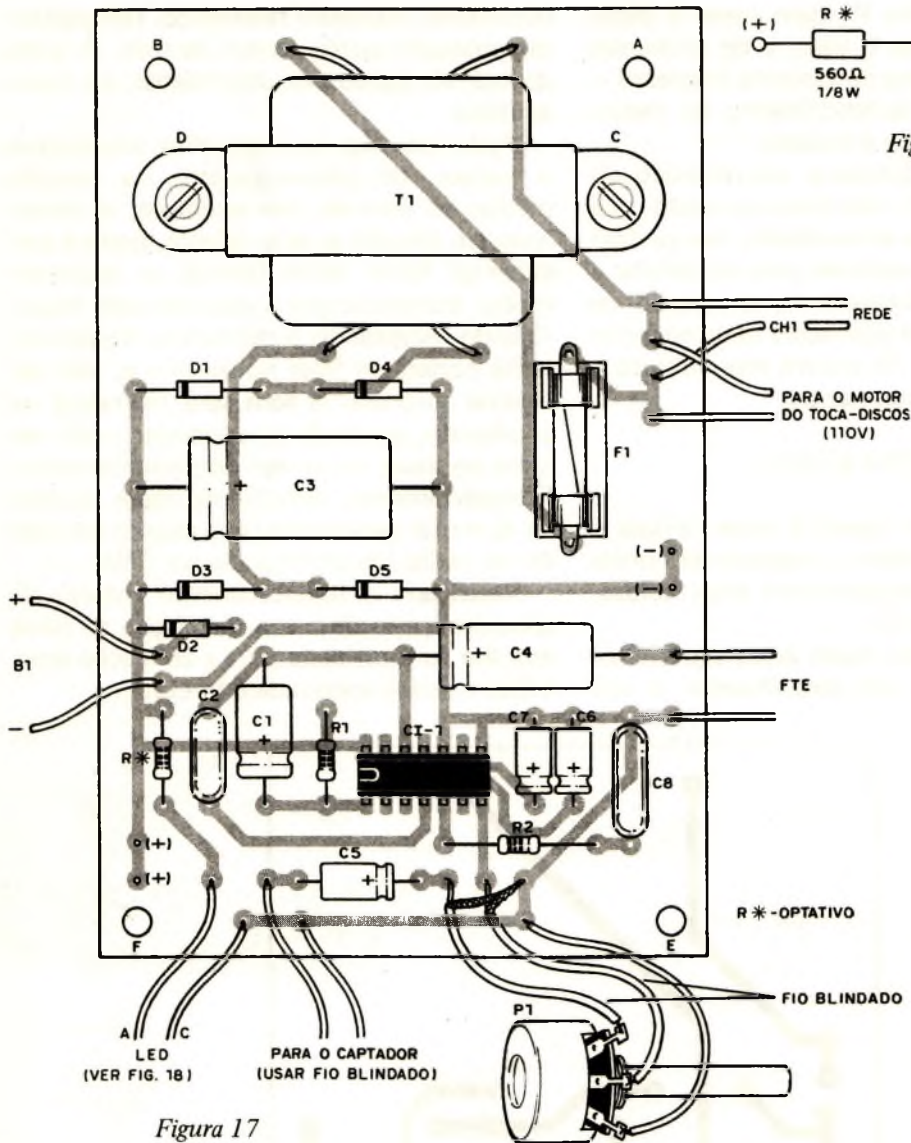 B
A
(+)
R *
560Ω
1/8W
D
C
T1
REDE
CH1
PARA O MOTOR
DO TOCA-DISCOS
(110V)
D1
D4
F1
+
C3
(-)
(-)
D3
D5
+
D2
B1
-
+
C4
FTE
C2
C1
+
R1
CI-1
C7
C6
+
+
C8
R*
R2
(+)
(+)
C5
+
R * -OPTATIVO
F
E
FIO BLINDADO
P1
A
C
LED
(VER FIG. 18)
PARA O CAPTADOR
(USAR FIO BLINDADO)
Figura 17
Fig